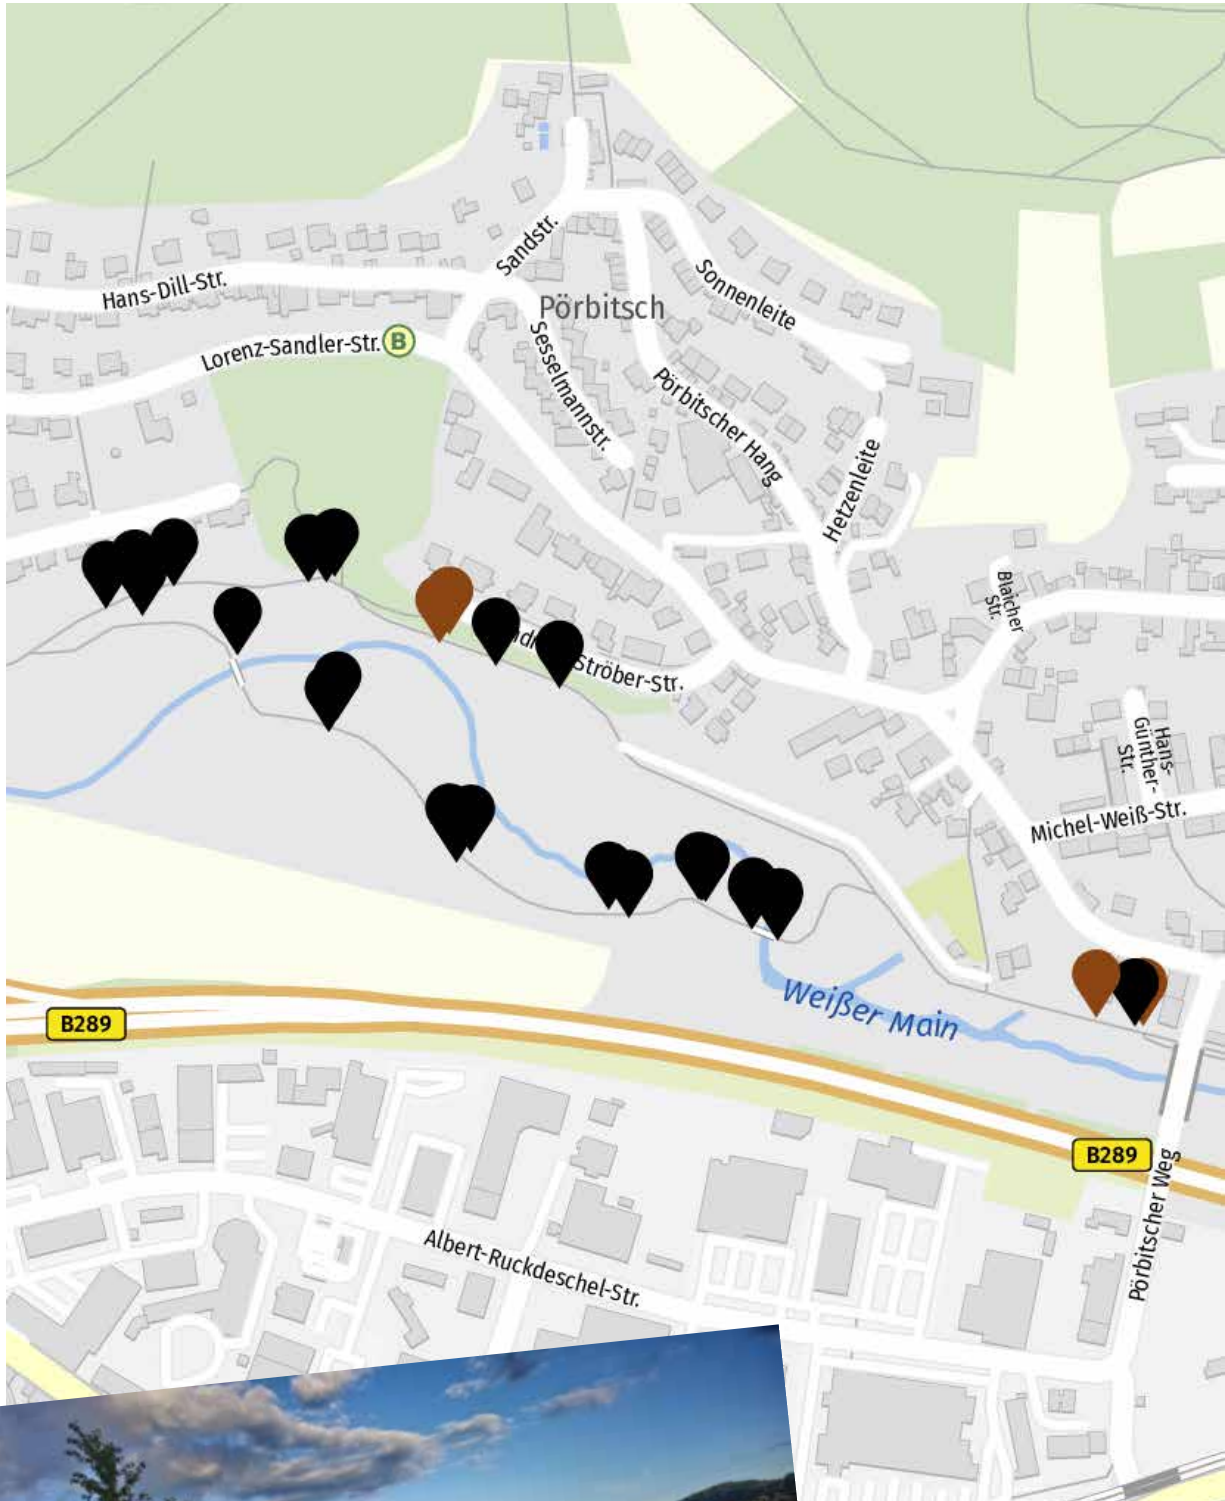 Sandstr.
Hans-Dill-Str.
Pörbitsch
Sonnenleite
Lorenz-Sandler-Str.
B
Sesselmannstr.
Pörbitscher Hang
Hetzenleite
Blaicher
Str.
Ströber-Str.
Hans-
Günther-
Str.
Michel-Weiß-Str.
Weißer Main
B289
B289
Pörbitscher Weg
Albert-Ruckdeschel-Str.